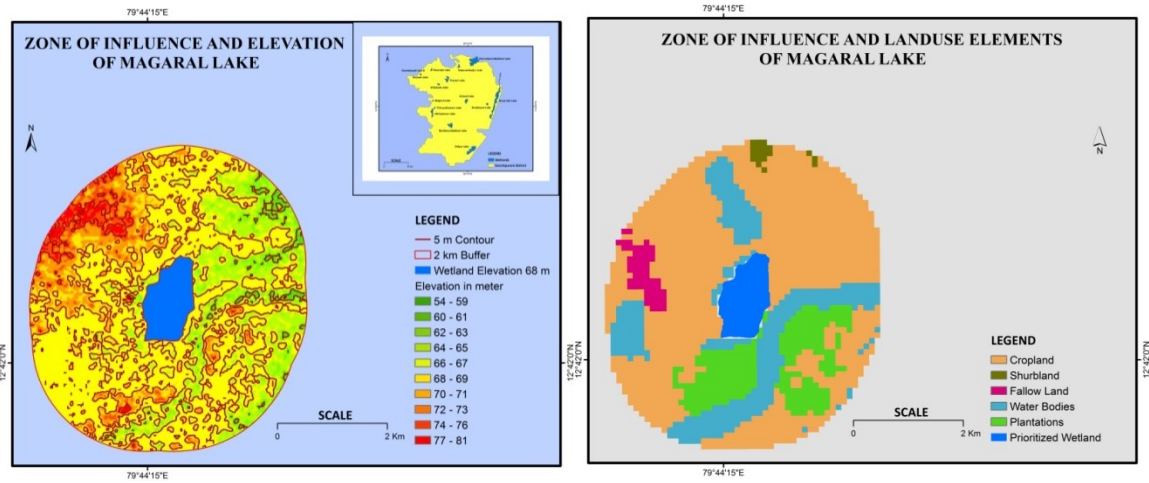 79°44'15"E
ZONE OF INFLUENCE AND ELEVATION
OF MAGARAL LAKE
N
SCALE
LEGEND
LEGEND
5 m Contour
2 km Buffer
Wetland Elevation 68 m
Elevation in meter
54 - 59
60 - 61
62 - 63
64 - 65
66 - 67
68 - 69
70 - 71
72 - 73
74 - 76
77 - 81
SCALE
0 2 Km
12°42'0"N
79°44'15"E
79°44'15"E
ZONE OF INFLUENCE AND LANDUSE ELEMENTS
OF MAGARAL LAKE
N
LEGEND
Cropland
Shurbland
Fallow Land
Water Bodies
Plantations
Prioritized Wetland
SCALE
0 2 Km
12°42'0"N
12°42'0"N
79°44'15"E